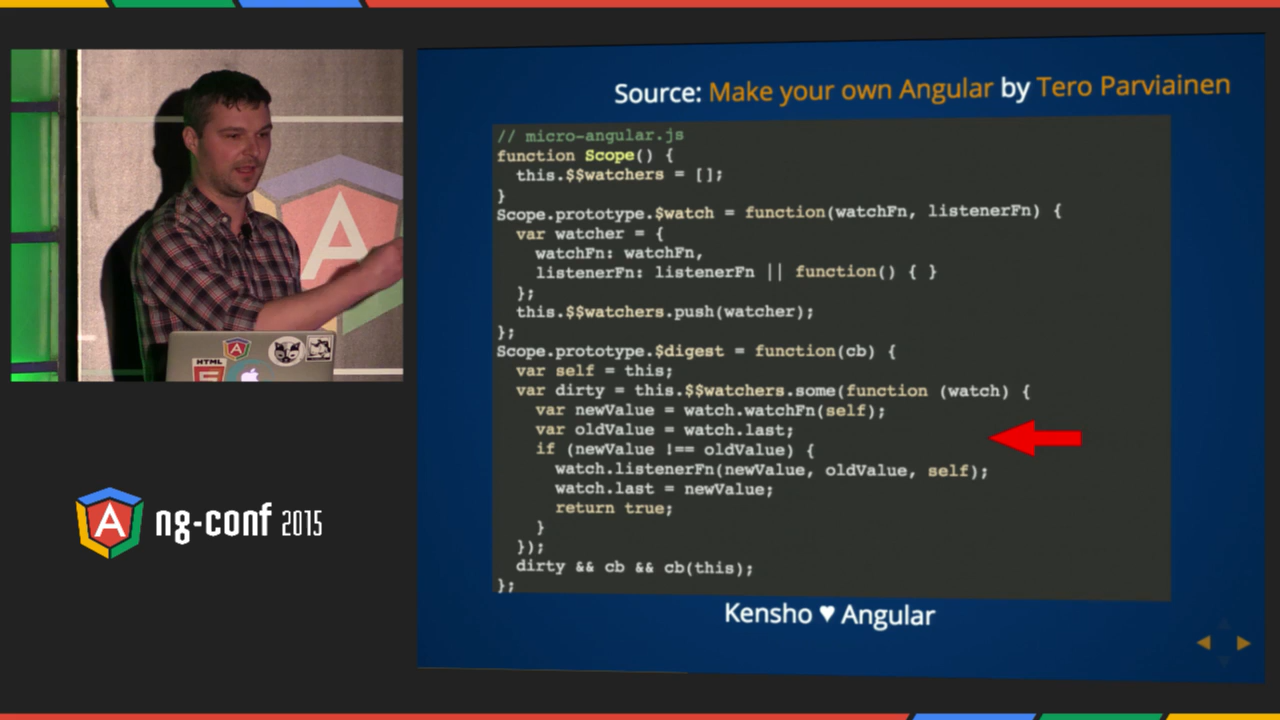 Source: Make your own Angular by Tero Parviainen
// micro-angular.js
function Scope() {
  this.$$watchers = [];
}
Scope.prototype.$watch = function(watchFn, listenerFn) {
  var watcher = {
    watchFn: watchFn,
    listenerFn: listenerFn || function() { }
  };
  this.$$watchers.push(watcher);
};
Scope.prototype.$digest = function(cb) {
  var self = this;
  var dirty = this.$$watchers.some(function (watch) {
    var newValue = watch.watchFn(self);
    var oldValue = watch.last;
    if (newValue !== oldValue) {
      watch.listenerFn(newValue, oldValue, self);
      watch.last = newValue;
      return true;
    }
  });
  dirty && cb && cb(this);
};
Kensho ♥ Angular
A
HTML
5
A ng-conf 2015